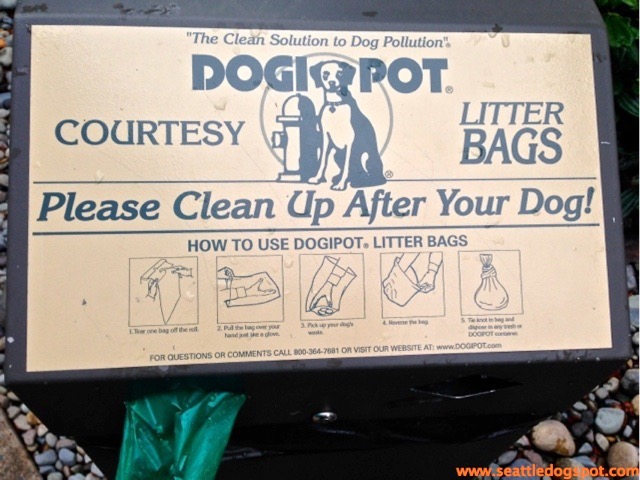 "The Clean Solution to Dog Pollution"®
DOGIPOT®
COURTESY
LITTER
BAGS
®
Please Clean Up After Your Dog!
HOW TO USE DOGIPOT® LITTER BAGS
1. Tear one bag off the roll.
2. Pull the bag over your
hand just like a glove.
3. Pick up your dog's
waste.
4. Reverse the bag.
5. Tie knot in bag and
dispose in any trash or
DOGIPOT container.
FOR QUESTIONS OR COMMENTS CALL 800-364-7681 OR VISIT OUR WEBSITE AT: www.DOGIPOT.com
www.seattledogspot.com